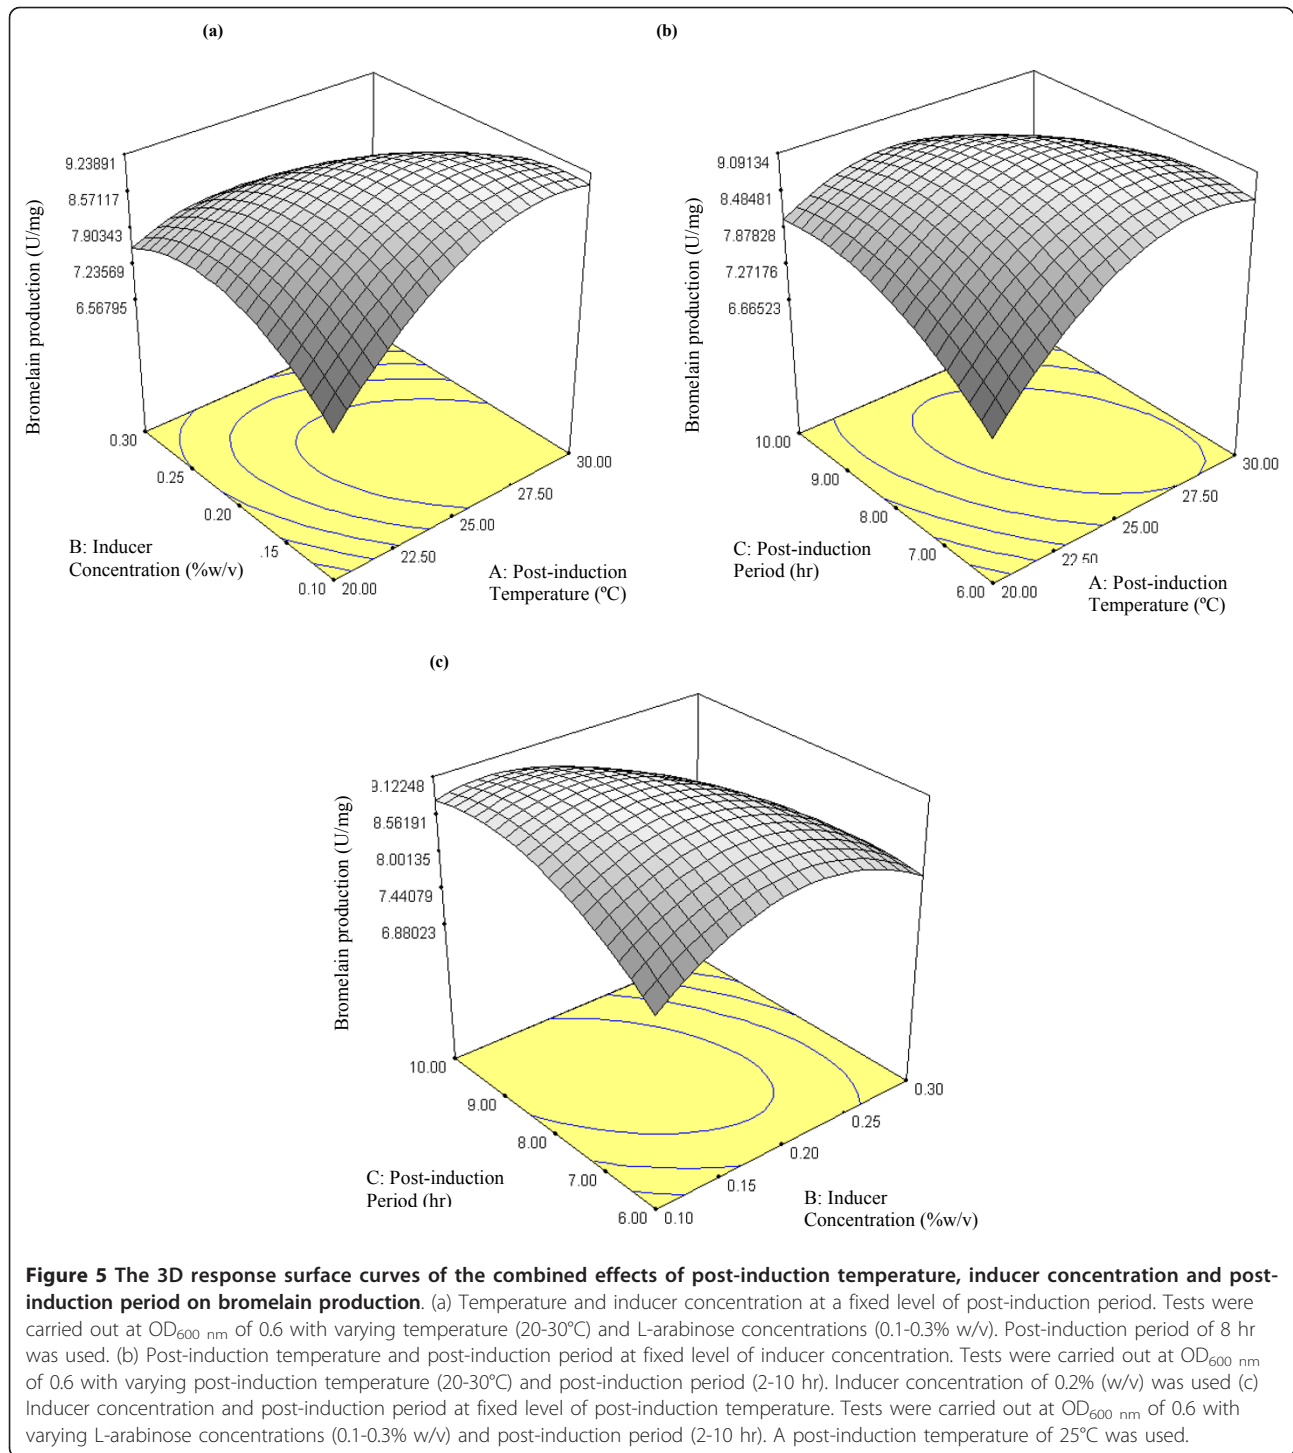 (a)
9.23891
8.57117
7.90343
7.23569
6.56795
Bromelain production (U/mg)
0.30
0.25
0.20
.15
0.10
B: Inducer
Concentration (%w/v)
20.00
22.50
25.00
27.50
30.00
A: Post-induction
Temperature (ºC)
(b)
9.09134
8.48481
7.87828
7.27176
6.66523
Bromelain production (U/mg)
10.00
9.00
8.00
7.00
6.00
C: Post-induction
Period (hr)
20.00
22.50
25.00
27.50
30.00
A: Post-induction
Temperature (ºC)
(c)
9.12248
8.56191
8.00135
7.44079
6.88023
Bromelain production (U/mg)
10.00
9.00
8.00
7.00
6.00
C: Post-induction
Period (hr)
0.10
0.15
0.20
0.25
0.30
B: Inducer
Concentration (%w/v)
Figure 5 The 3D response surface curves of the combined effects of post-induction temperature, inducer concentration and post-
induction period on bromelain production. (a) Temperature and inducer concentration at a fixed level of post-induction period. Tests were
carried out at OD600 nm of 0.6 with varying temperature (20-30°C) and L-arabinose concentrations (0.1-0.3% w/v). Post-induction period of 8 hr
was used. (b) Post-induction temperature and post-induction period at fixed level of inducer concentration. Tests were carried out at OD600 nm
of 0.6 with varying post-induction temperature (20-30°C) and post-induction period (2-10 hr). Inducer concentration of 0.2% (w/v) was used (c)
Inducer concentration and post-induction period at fixed level of post-induction temperature. Tests were carried out at OD600 nm of 0.6 with
varying L-arabinose concentrations (0.1-0.3% w/v) and post-induction period (2-10 hr). A post-induction temperature of 25°C was used.